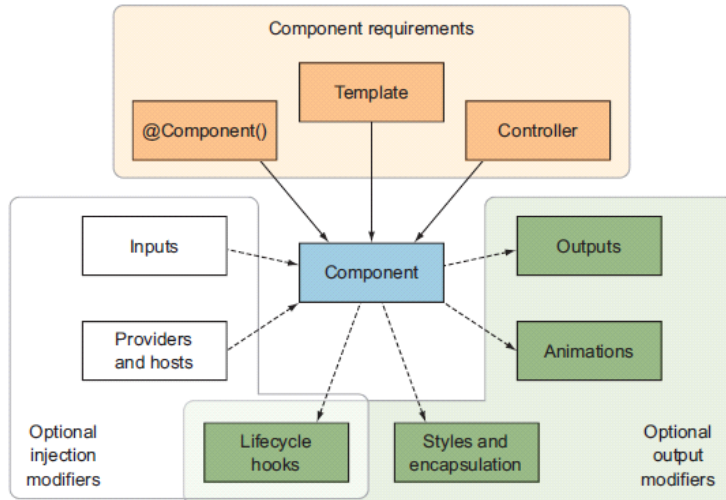 Component requirements
Template
@Component()
Controller
Inputs
Component
Outputs
Providers
and hosts
Animations
Optional
injection
modifiers
Lifecycle
hooks
Styles and
encapsulation
Optional
output
modifiers